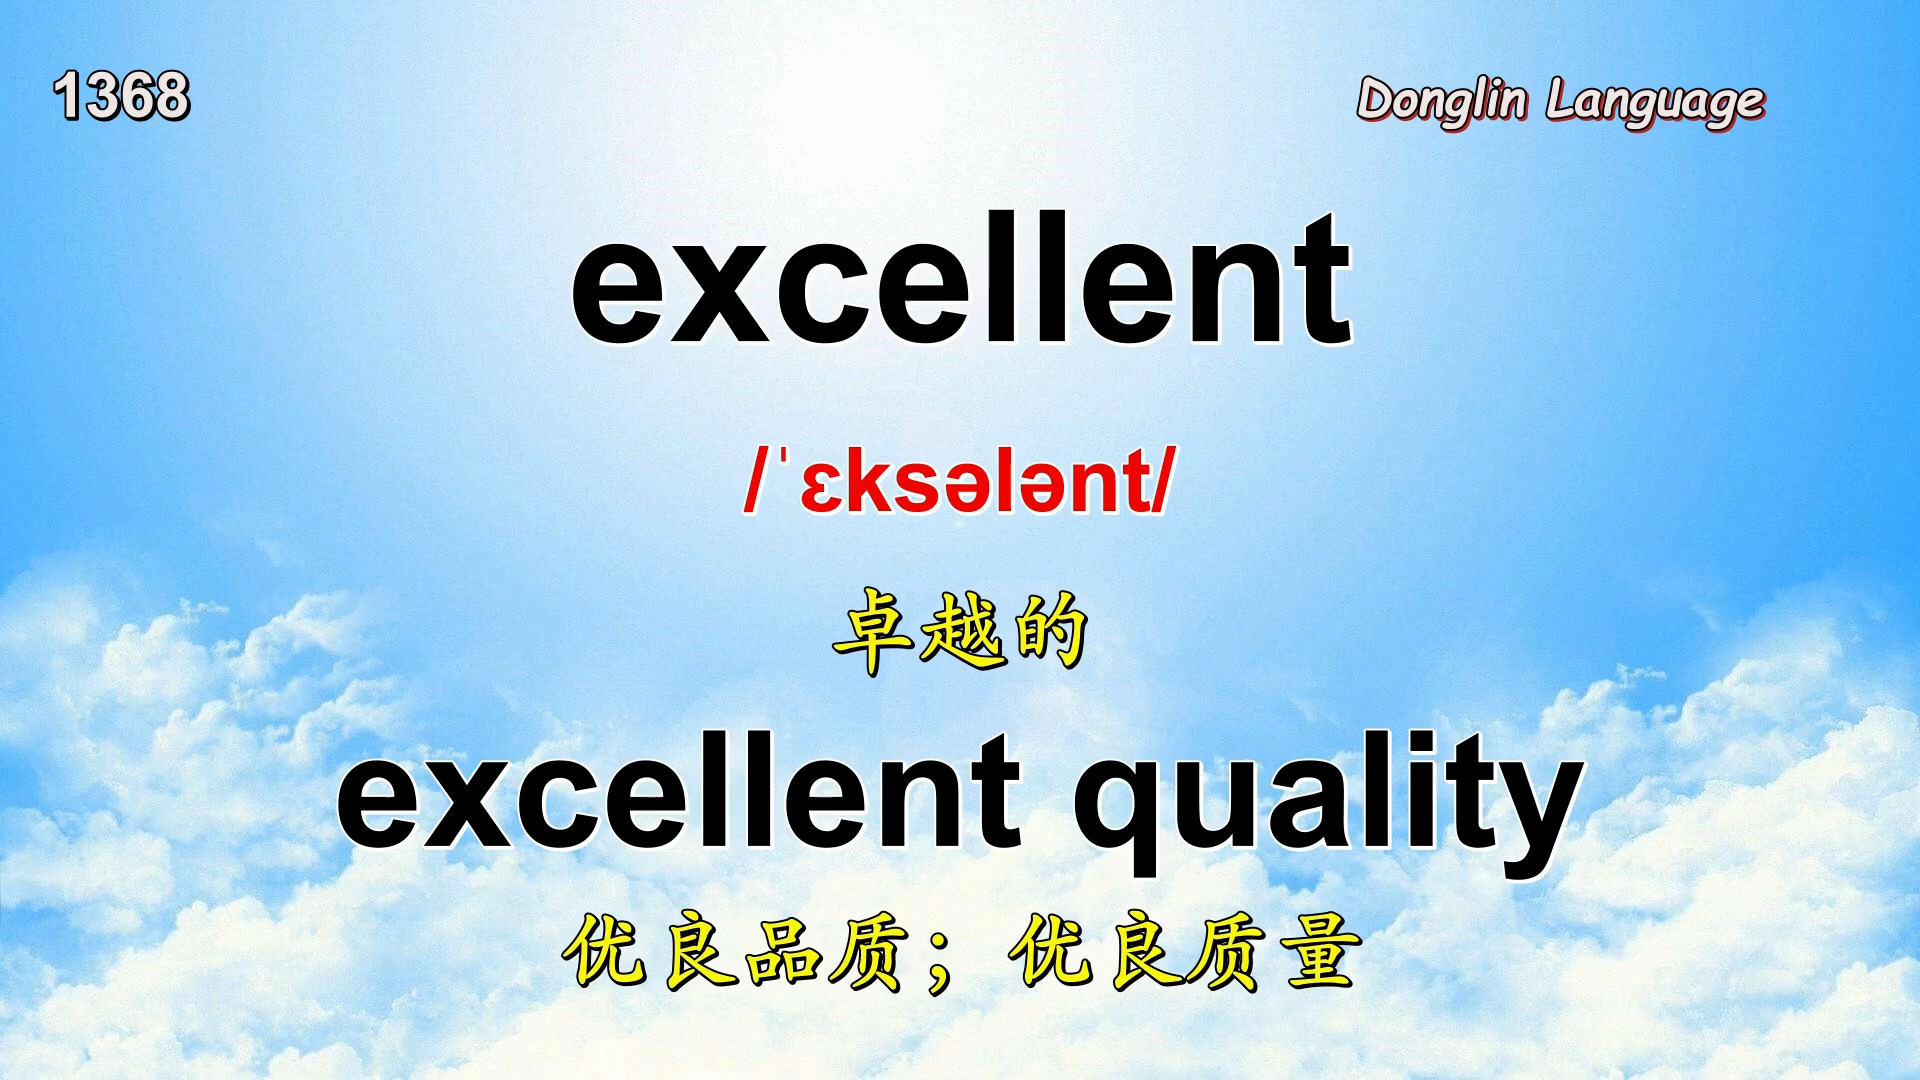 1368
Donglin Language
excellent
/ˈɛksələnt/
卓越的
excellent quality
优良品质；优良质量